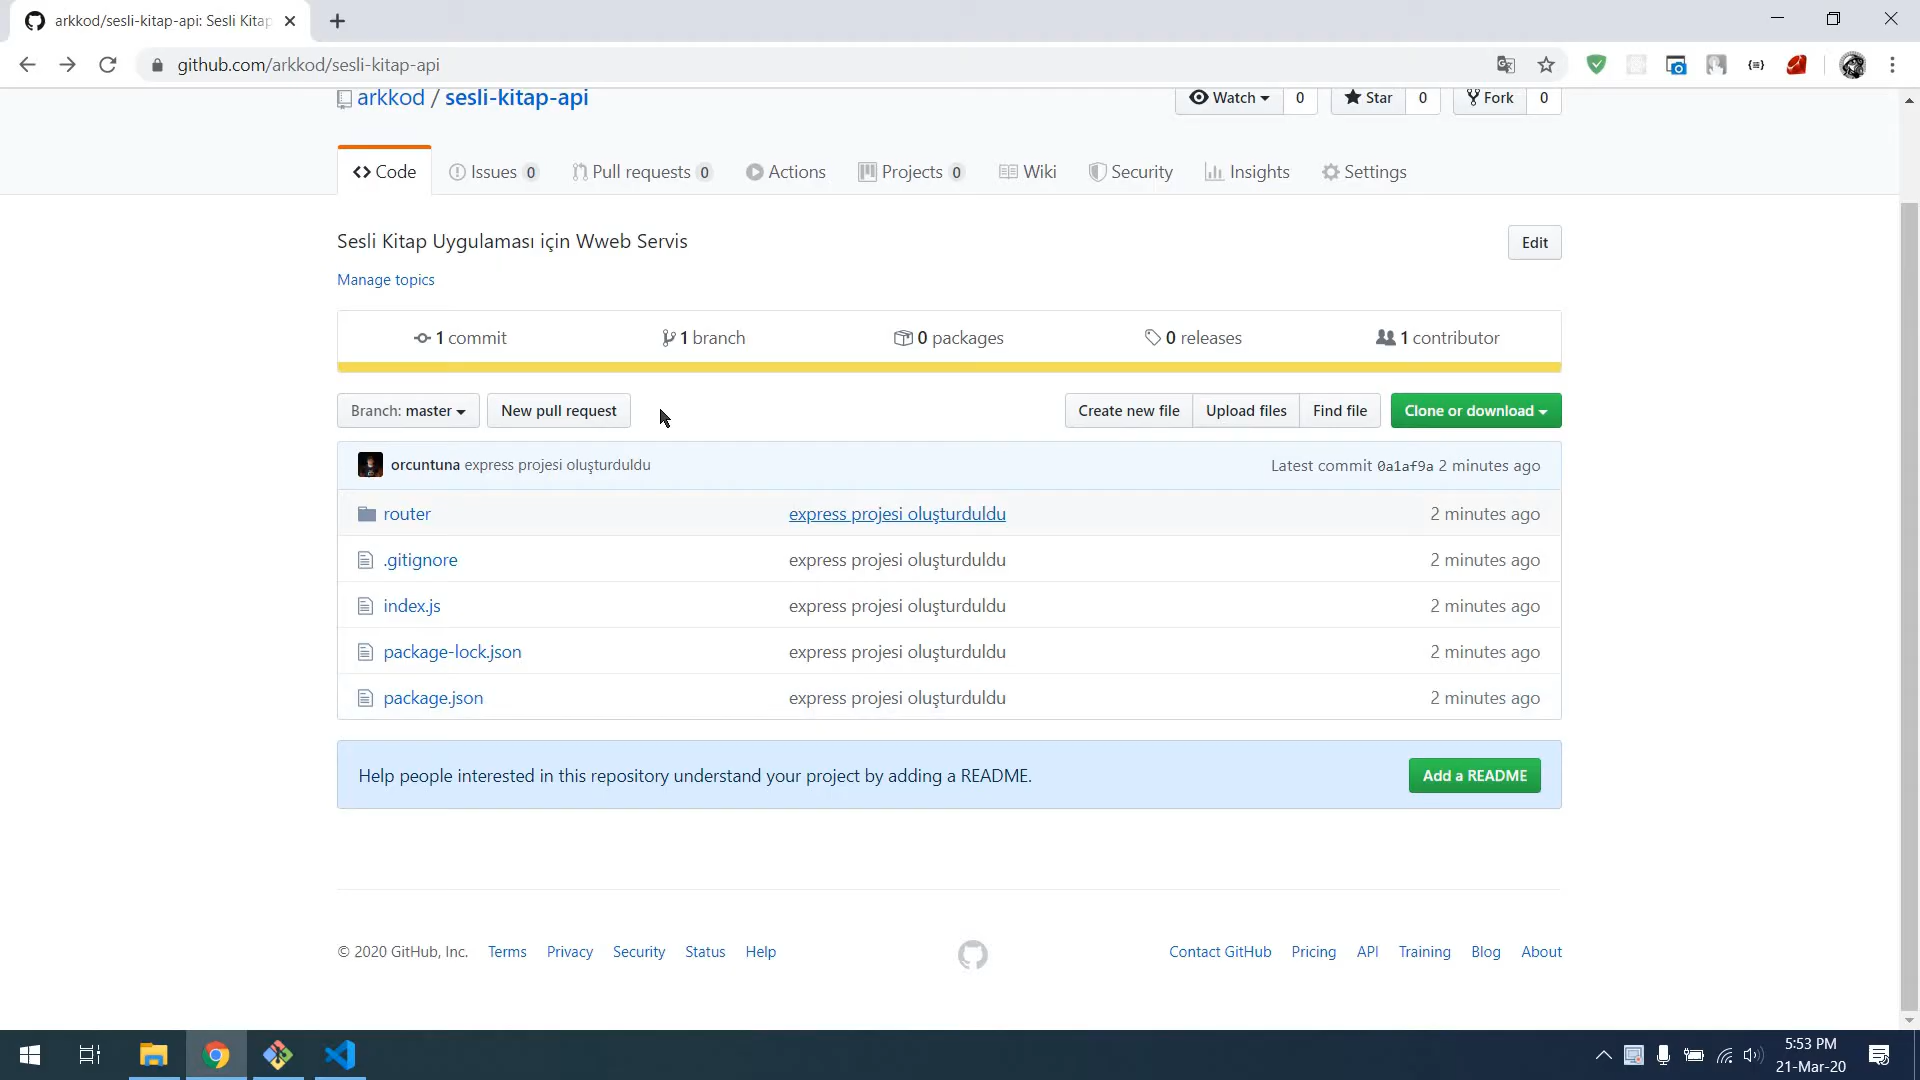 arkkod/sesli-kitap-api: Sesli Kitap
github.com/arkkod/sesli-kitap-api
arkkod / sesli-kitap-api
Watch 0 Star 0 Fork 0
Code Issues 0 Pull requests 0 Actions Projects 0 Wiki Security Insights Settings
Sesli Kitap Uygulaması için Wweb Servis
Edit
Manage topics
1 commit 1 branch 0 packages 0 releases 1 contributor
Branch: master New pull request Create new file Upload files Find file Clone or download
orcuntuna express projesi oluşturduldu Latest commit 0a1af9a 2 minutes ago
router express projesi oluşturduldu 2 minutes ago
.gitignore express projesi oluşturduldu 2 minutes ago
index.js express projesi oluşturduldu 2 minutes ago
package-lock.json express projesi oluşturduldu 2 minutes ago
package.json express projesi oluşturduldu 2 minutes ago
Help people interested in this repository understand your project by adding a README. Add a README
© 2020 GitHub, Inc. Terms Privacy Security Status Help Contact GitHub Pricing API Training Blog About
5:53 PM
21-Mar-20